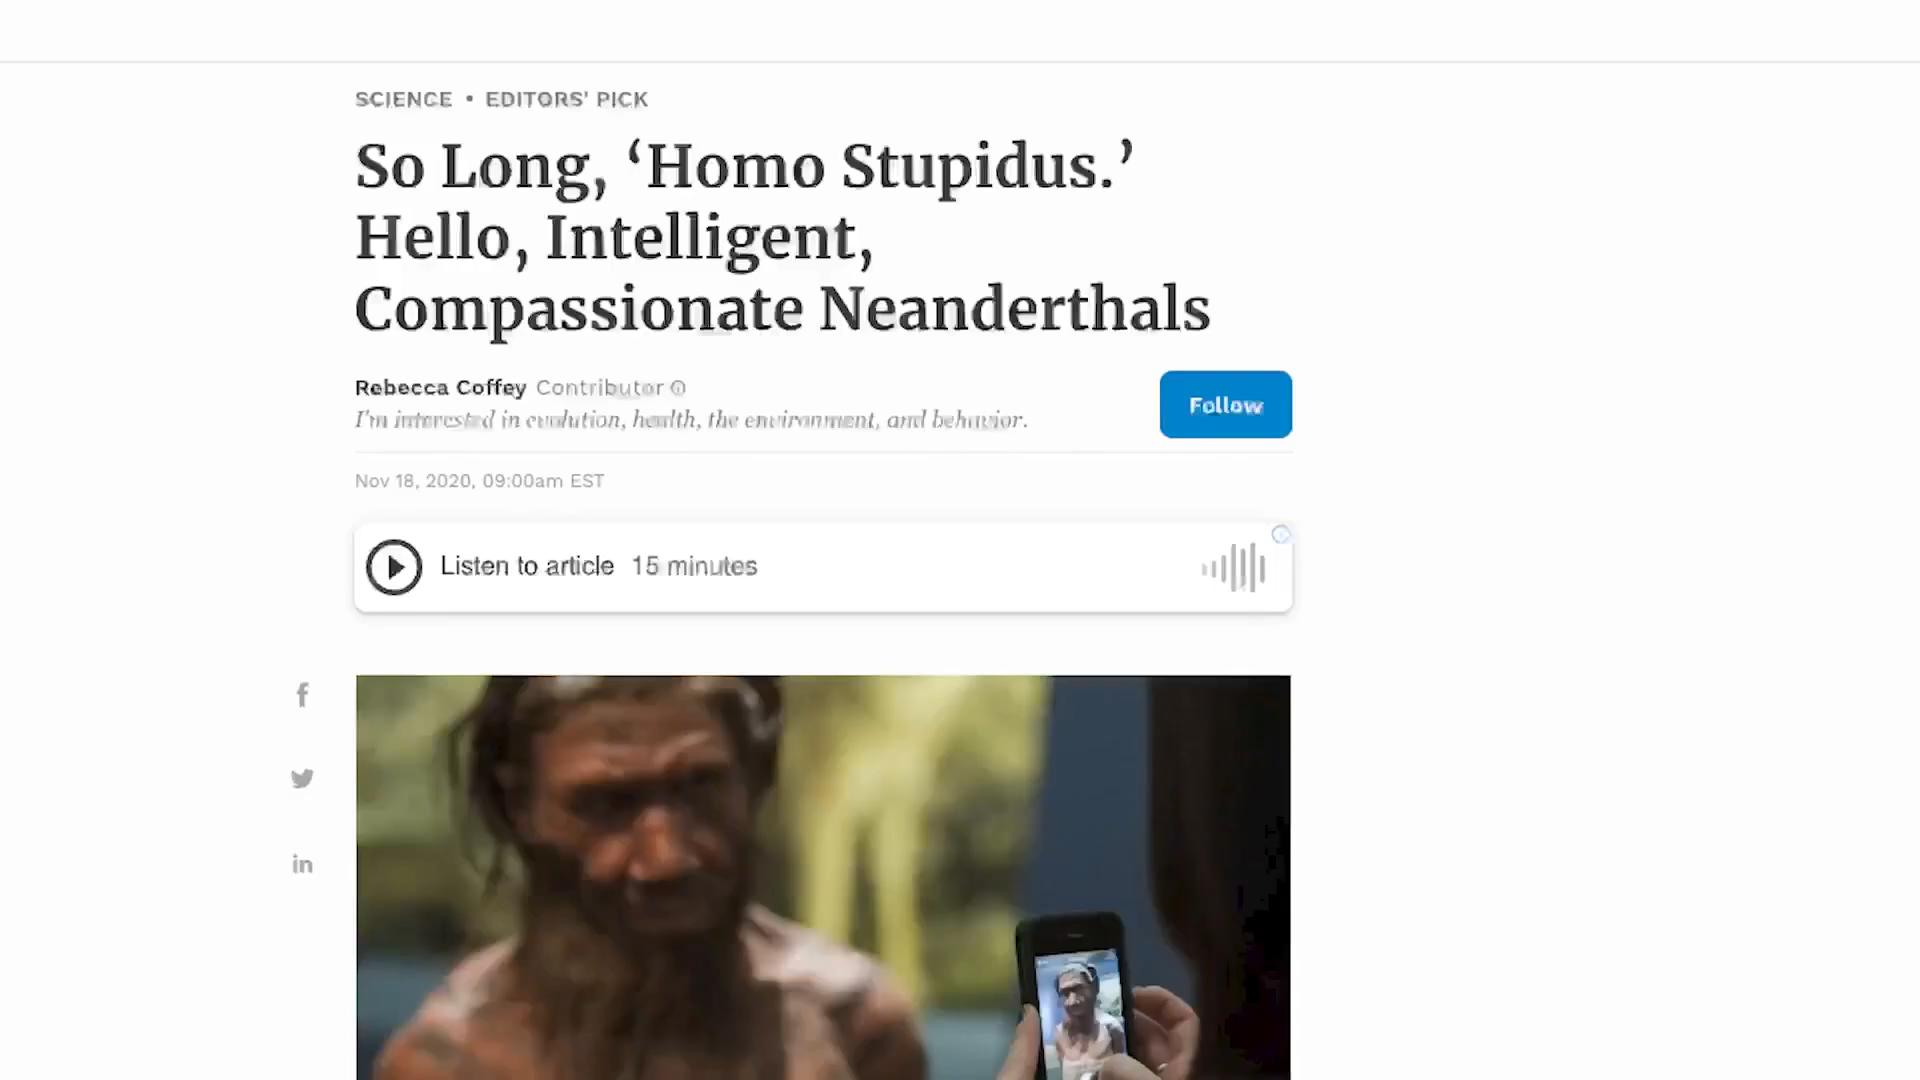 SCIENCE • EDITORS' PICK
So Long, ‘Homo Stupidus.’
Hello, Intelligent,
Compassionate Neanderthals
Rebecca Coffey Contributor
I'm interested in evolution, health, the environment, and behavior.
Follow
Nov 18, 2020, 09:00am EST
Listen to article 15 minutes